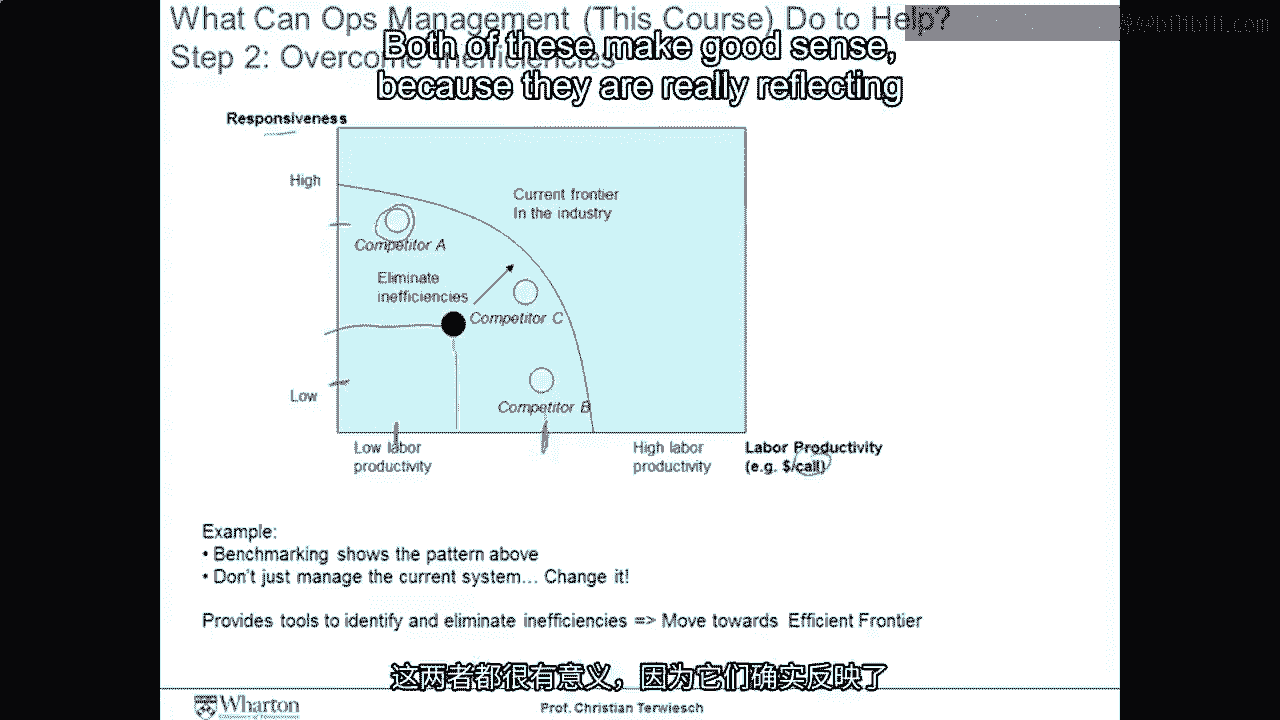 What Can Ops Management (This Course) Do to Help?
Step 2: Overcome Inefficiencies
Both of these make good sense,
because they are really reflecting
Responsiveness
High
Current frontier
In the industry
Competitor A
Eliminate
inefficiencies
Competitor C
Low
Competitor B
Low labor
productivity
High labor
productivity
Labor Productivity
(e.g. $/call)
Example:
• Benchmarking shows the pattern above
• Don't just manage the current system... Change it!
Provides tools to identify and eliminate inefficiencies => Move towards Efficient Frontier
这两者都很有意义，因为它们确实反映了
Wharton
Prof. Christian Terwiesch